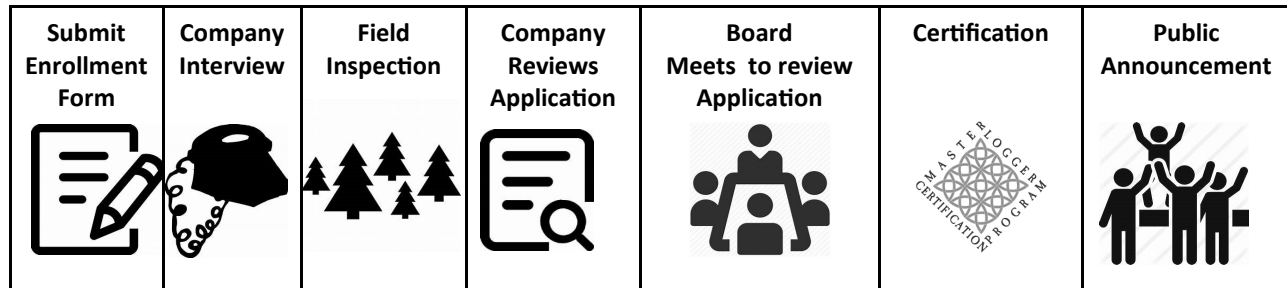 Submit
Enrollment
Form
Company
Interview
Field
Inspection
Company
Reviews
Application
Board
Meets to review
Application
Certification
MASTER LOGGER
CERTIFICATION PROGRAM
Public
Announcement